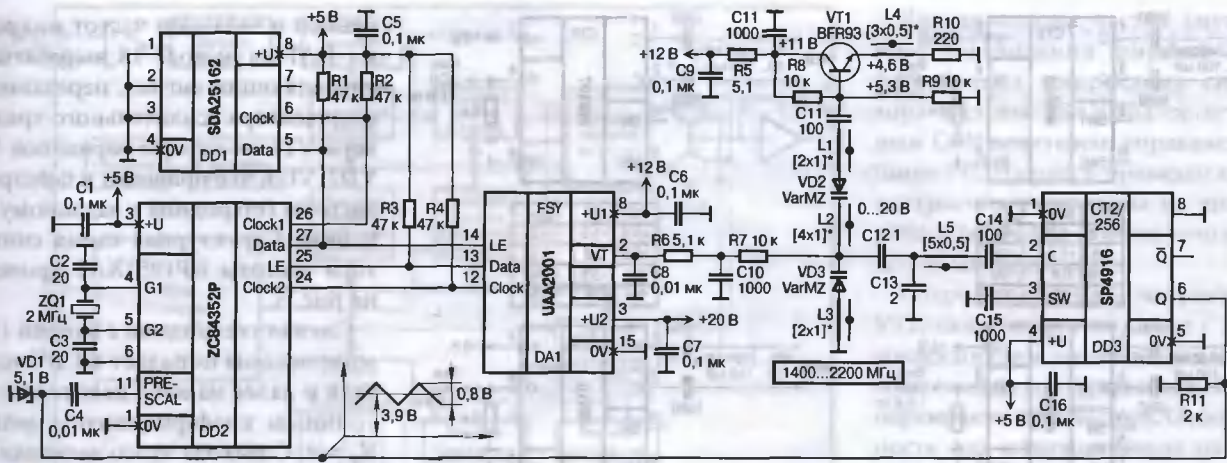 +5 В
C5
0,1 мк
1
2
3
4
0V
SDA25162
DD1
+U
8
7
6
Clock
5
Data
R1
47 к
R2
47 к
C1
0,1 мк
+5 В
C2
20
ZQ1
2 МГц
C3
20
VD1
5,1 В
C4
0,01 мк
3
+U
4
G1
5
G2
6
11
PRE-
SCAL
1
0V
ZC84352P
DD2
26
Clock1
27
Data
25
LE
24
Clock2
R3
47 к
R4
47 к
3,9 В
0,8 В
14
LE
13
Data
12
Clock
UAA2001
FSY
DA1
+U1
8
VT
2
+U2
3
0V
15
+12 В
C6
0,1 мк
R6 5,1 к
C8
0,01 мк
R7 10 к
C10
1000
+20 В
C7
0,1 мк
+12 В
C9
0,1 мк
R5
5,1
C11
1000
+11 В
R8
10 к
VT1
BFR93
L4
[3x0,5]*
R10
220
+4,6 В
+5,3 В
R9 10 к
C11
100
L1
[2x1]*
VD2
VarMZ
L2
[4x1]*
0...20 В
VD3
VarMZ
L3
[2x1]*
1400...2200 МГц
C12 1
C13
2
L5
[5x0,5]
C14
100
C15
1000
1
0V
2
C
3
SW
4
+U
SP4916
CT2/
256
DD3
8
7
Q
6
Q
5
0V
C16
0,1 мк
+5 В
R11
2 к